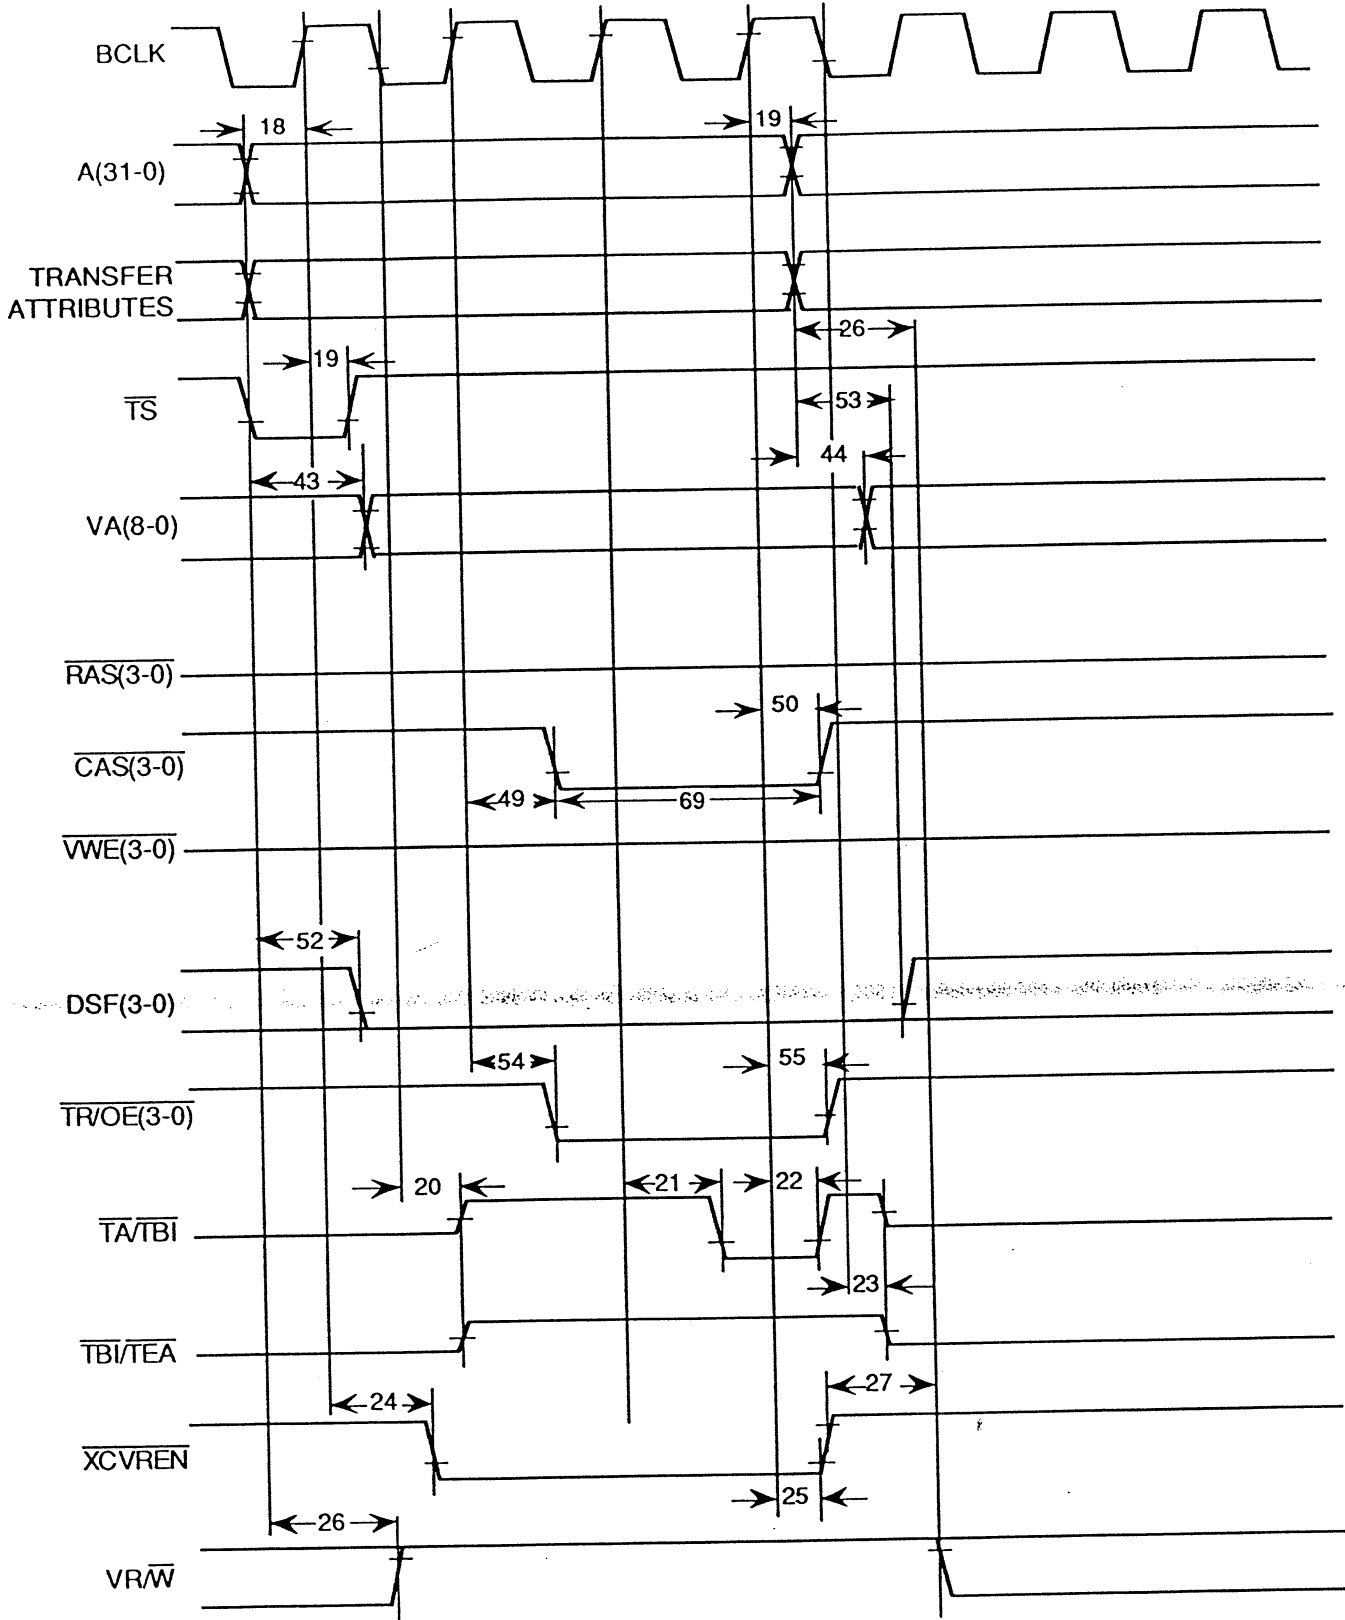 BCLK
18
19
A(31-0)
TRANSFER
ATTRIBUTES
26
19
TS
53
44
43
VA(8-0)
RAS(3-0)
50
CAS(3-0)
49
69
VWE(3-0)
52
DSF(3-0)
54
55
TR/OE(3-0)
20
21
22
TA/TBI
23
TBI/TEA
27
24
XCVREN
25
26
VR/W